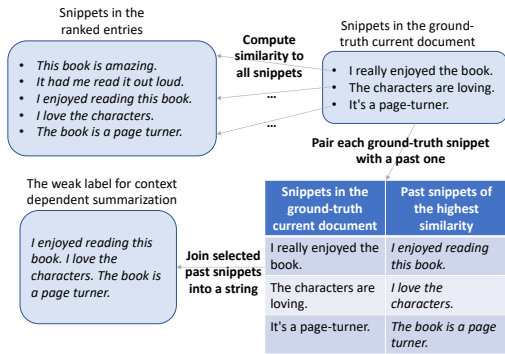 Snippets in the
ranked entries
• This book is amazing.
• It had me read it out loud.
• I enjoyed reading this book.
• I love the characters.
• The book is a page turner.
Compute
similarity to
all snippets
...
...
Snippets in the ground-
truth current document
• I really enjoyed the book.
• The characters are loving.
• It's a page-turner.
Pair each ground-truth snippet
with a past one
The weak label for context
dependent summarization
I enjoyed reading this
book. I love the
characters. The book is
a page turner.
Join selected
past snippets
into a string
Snippets in the
ground-truth
current document
Past snippets of
the highest
similarity
I really enjoyed the
book.
I enjoyed reading
this book.
The characters are
loving.
I love the
characters.
It's a page-turner.
The book is a page
turner.